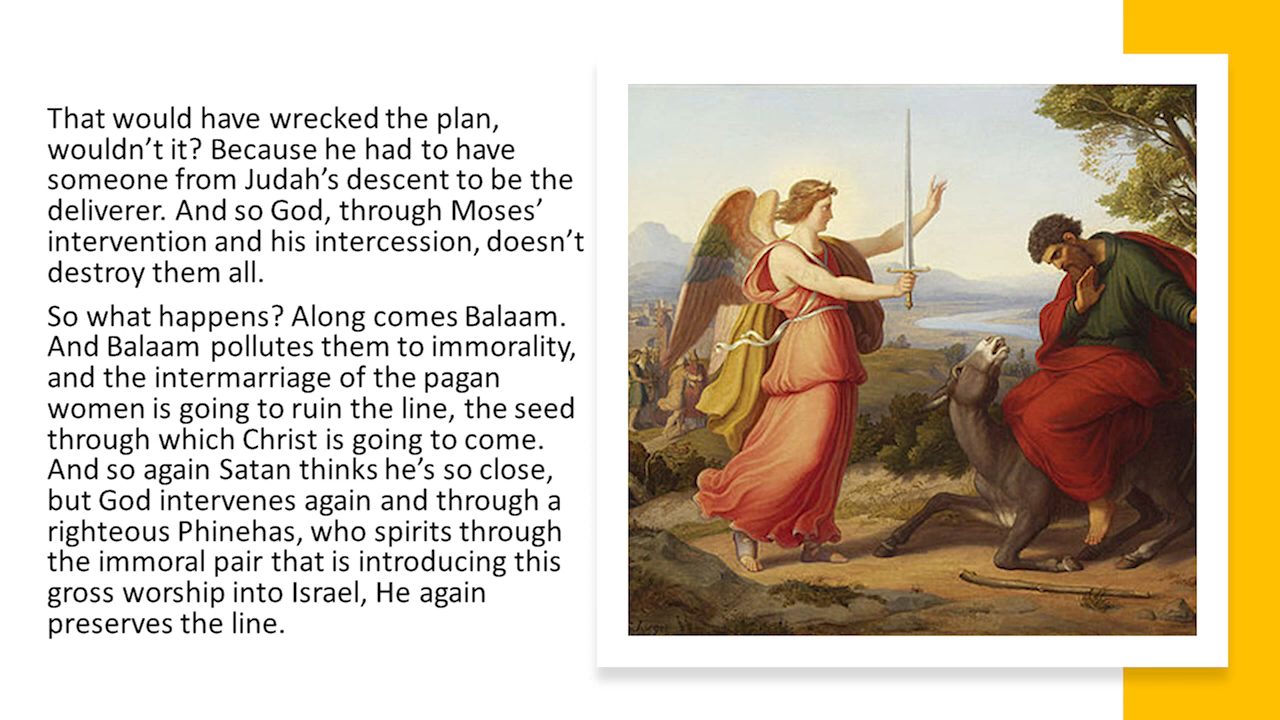 That would have wrecked the plan,
wouldn’t it? Because he had to have
someone from Judah’s descent to be the
deliverer. And so God, through Moses’
intervention and his intercession, doesn’t
destroy them all.
So what happens? Along comes Balaam.
And Balaam pollutes them to immorality,
and the intermarriage of the pagan
women is going to ruin the line, the seed
through which Christ is going to come.
And so again Satan thinks he’s so close,
but God intervenes again and through a
righteous Phinehas, who spirits through
the immoral pair that is introducing this
gross worship into Israel, He again
preserves the line.